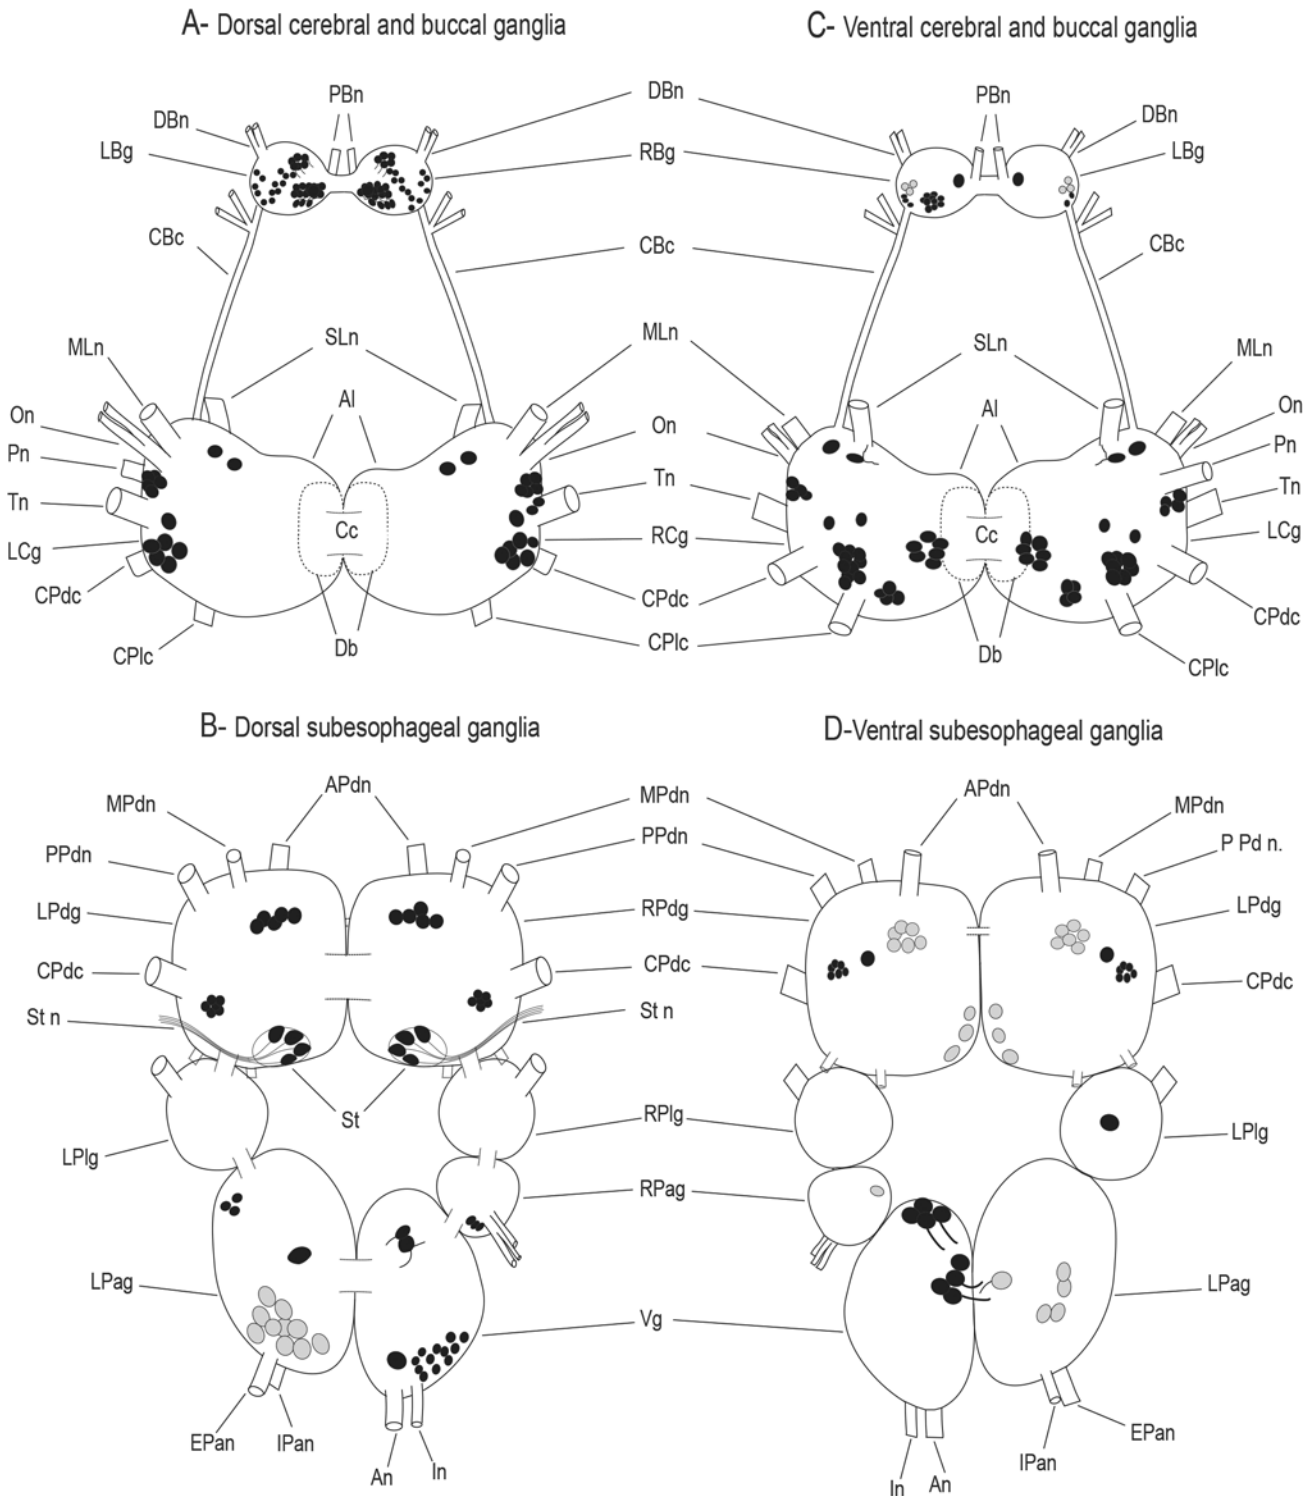 A- Dorsal cerebral and buccal ganglia
PBn
DBn
LBg
CBc
SLn
MLn
Al
On
Pn
Tn
LCg
CPdc
CPlc
Cc
Db
DBn
RBg
CBc
MLn
On
Tn
RCg
CPdc
CPlc
C- Ventral cerebral and buccal ganglia
PBn
DBn
LBg
CBc
SLn
MLn
Al
On
Pn
Tn
LCg
Cc
CPdc
Db
CPlc
B- Dorsal subesophageal ganglia
APdn
MPdn
PPdn
LPdg
CPdc
St n
St
LPlg
LPag
EPan
IPan
An
In
MPdn
PPdn
RPdg
CPdc
St n
RPlg
RPag
Vg
D-Ventral subesophageal ganglia
APdn
MPdn
P Pd n.
LPdg
CPdc
LPlg
LPag
EPan
IPan
In
An